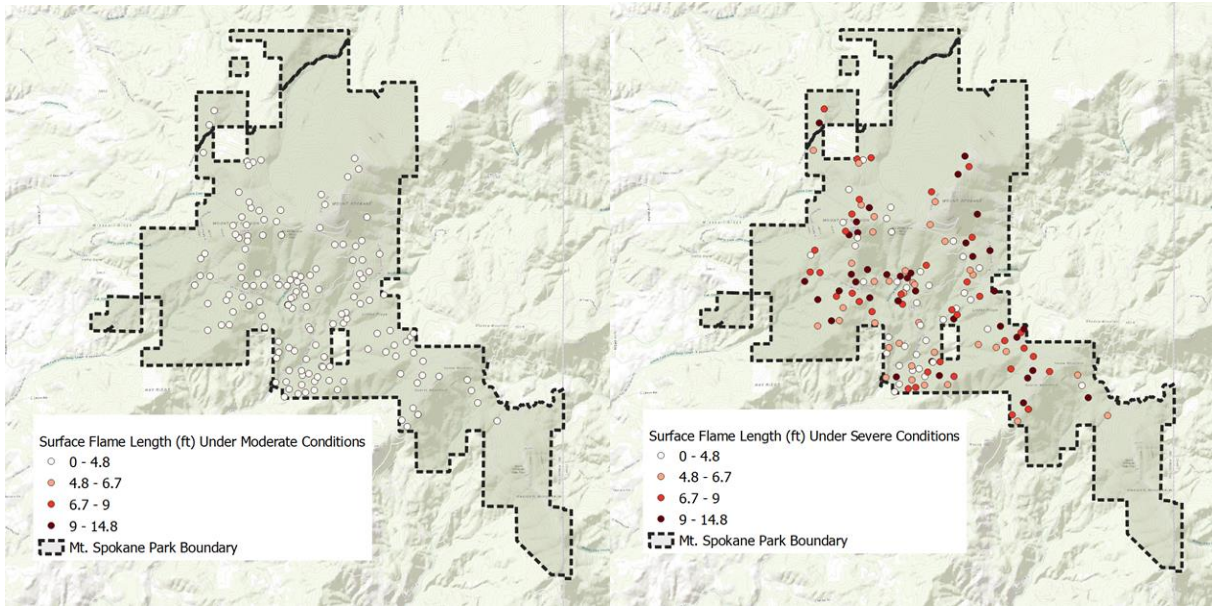 Surface Flame Length (ft) Under Moderate Conditions
0 - 4.8
4.8 - 6.7
6.7 - 9
9 - 14.8
Mt. Spokane Park Boundary
Surface Flame Length (ft) Under Severe Conditions
0 - 4.8
4.8 - 6.7
6.7 - 9
9 - 14.8
Mt. Spokane Park Boundary